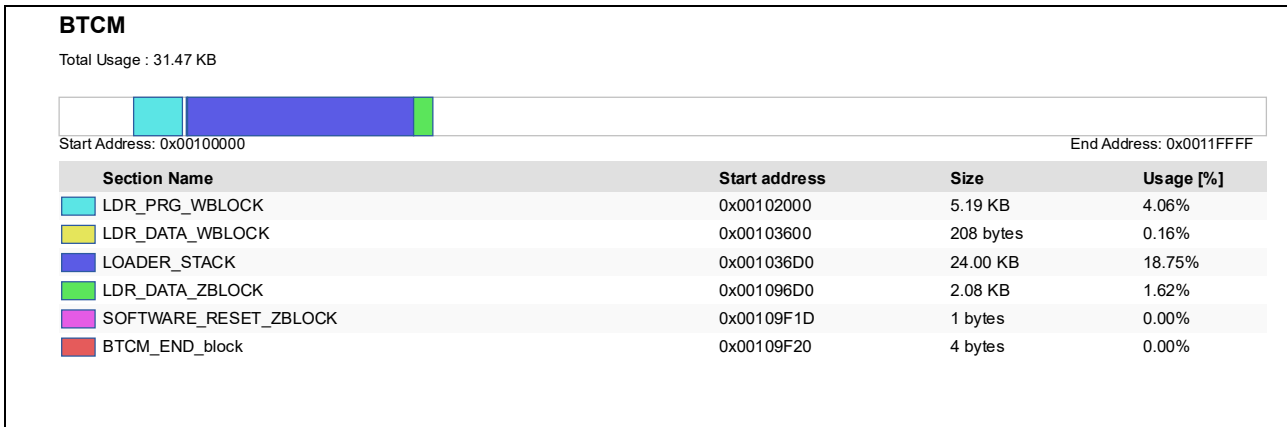 BTCM
Total Usage : 31.47 KB
Start Address: 0x00100000 End Address: 0x0011FFFF
Section Name Start address Size Usage [%]
LDR_PRG_WBLOCK 0x00102000 5.19 KB 4.06%
LDR_DATA_WBLOCK 0x00103600 208 bytes 0.16%
LOADER_STACK 0x001036D0 24.00 KB 18.75%
LDR_DATA_ZBLOCK 0x001096D0 2.08 KB 1.62%
SOFTWARE_RESET_ZBLOCK 0x00109F1D 1 bytes 0.00%
BTCM_END_block 0x00109F20 4 bytes 0.00%